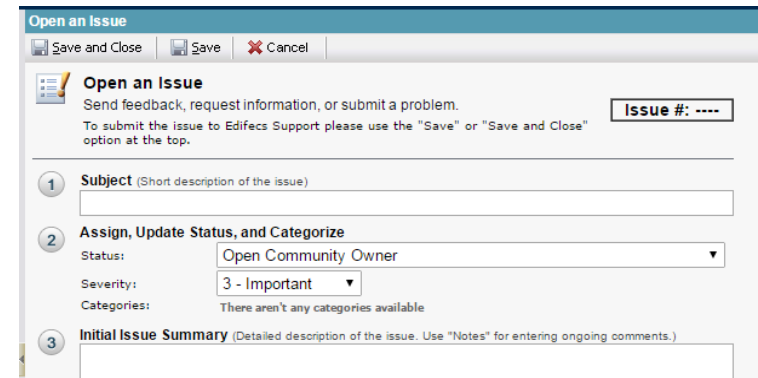 Open an Issue
Save and Close Save Cancel
Open an Issue
Send feedback, request information, or submit a problem.
Issue #: ----
To submit the issue to Edifecs Support please use the "Save" or "Save and Close"
option at the top.
1 Subject (Short description of the issue)
2 Assign, Update Status, and Categorize
Status: Open Community Owner
Severity: 3 - Important
Categories: There aren't any categories available
3 Initial Issue Summary (Detailed description of the issue. Use "Notes" for entering ongoing comments.)